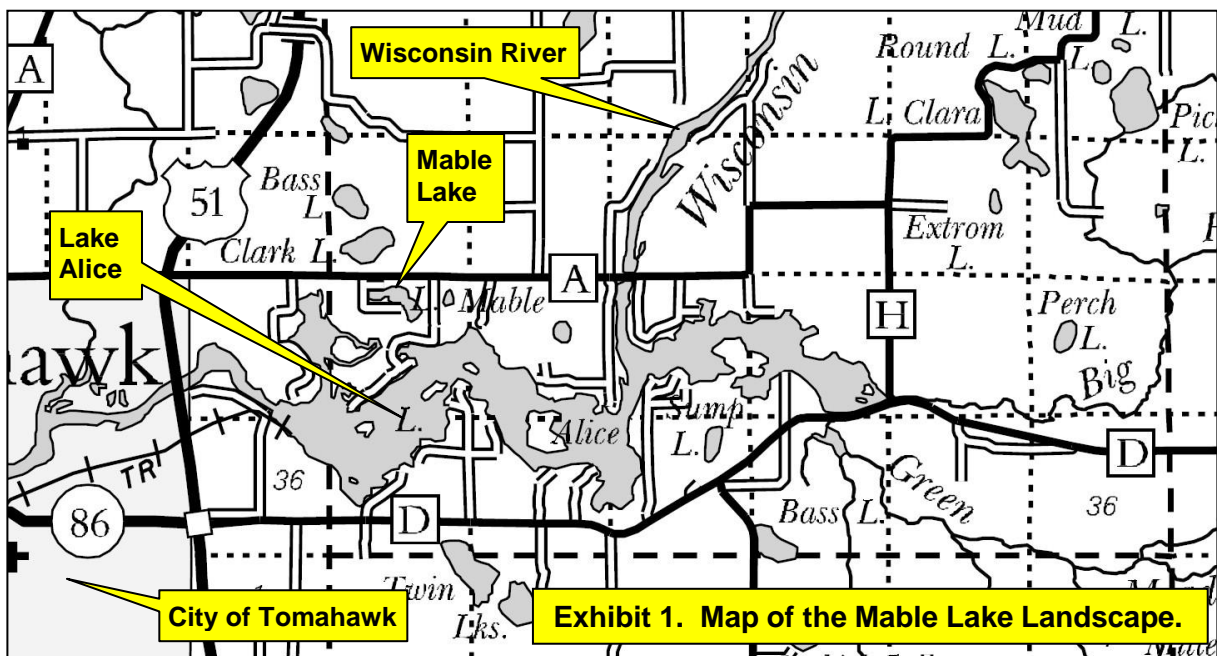 Mud L.
A
Wisconsin River
Round L.
L.
L. Clara
Wisconsin
Mable
Lake
Bass
L.
51
L.
Lake
Alice
Clark L.
Extrom
L.
A
L. Mable
H
Perch
L.
hawk
Big
Sump
L.
L.
Alice
TR
36
D
Green
D
86
D
Bass L.
36
Twin
Lks.
City of Tomahawk
Exhibit 1. Map of the Mable Lake Landscape.